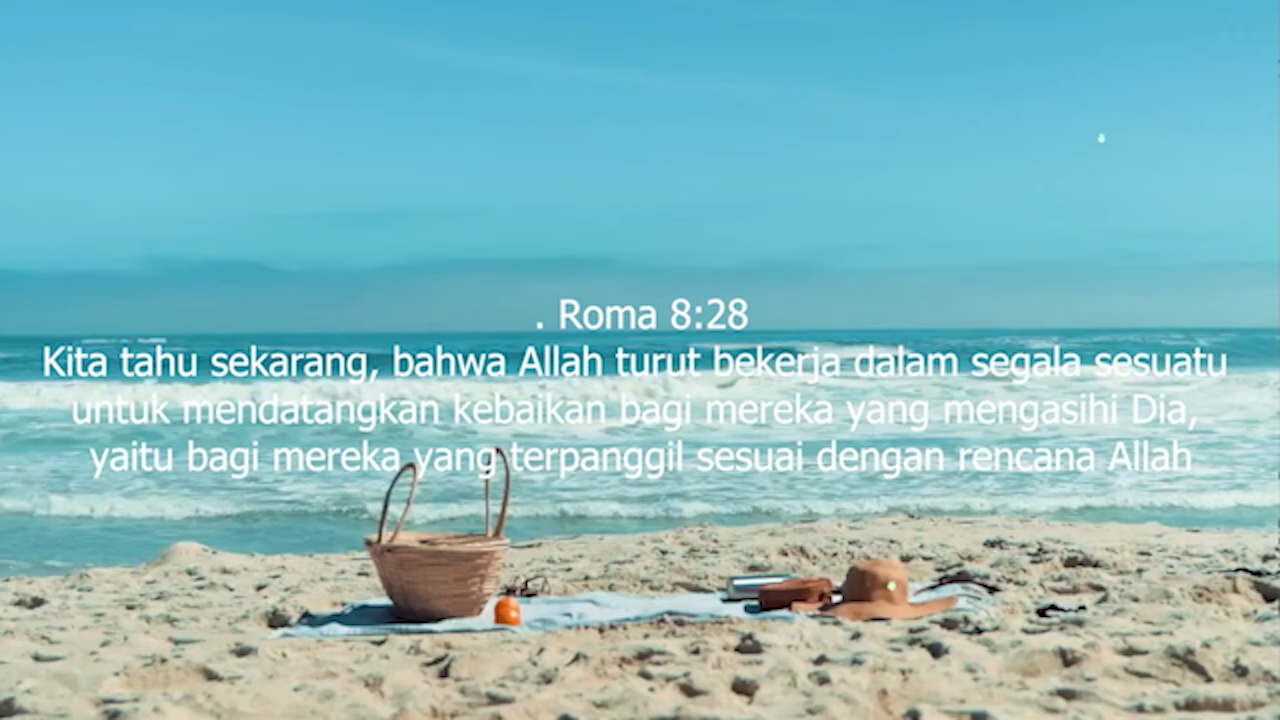 . Roma 8:28
Kita tahu sekarang, bahwa Allah turut bekerja dalam segala sesuatu
untuk mendatangkan kebaikan bagi mereka yang mengasihi Dia,
yaitu bagi mereka yang terpanggil sesuai dengan rencana Allah